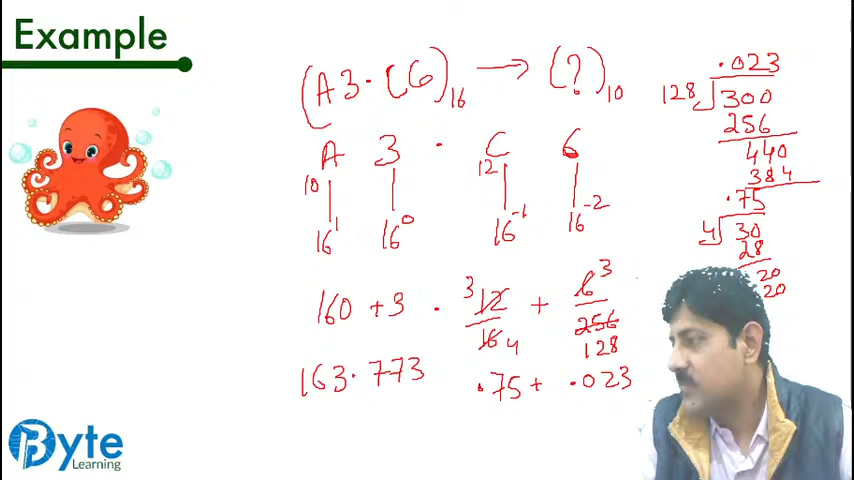 Example
(A3.C6)16 → (?)10
A 3 . C 6
10 12
16^1 16^0 16^-1 16^-2
160 + 3 . 3 12/16 4 + 6 3/256 128
163.773 .75 + .023
.023
128 300
256
440
384
.75
4 30
28
20
20
Byte
Learning